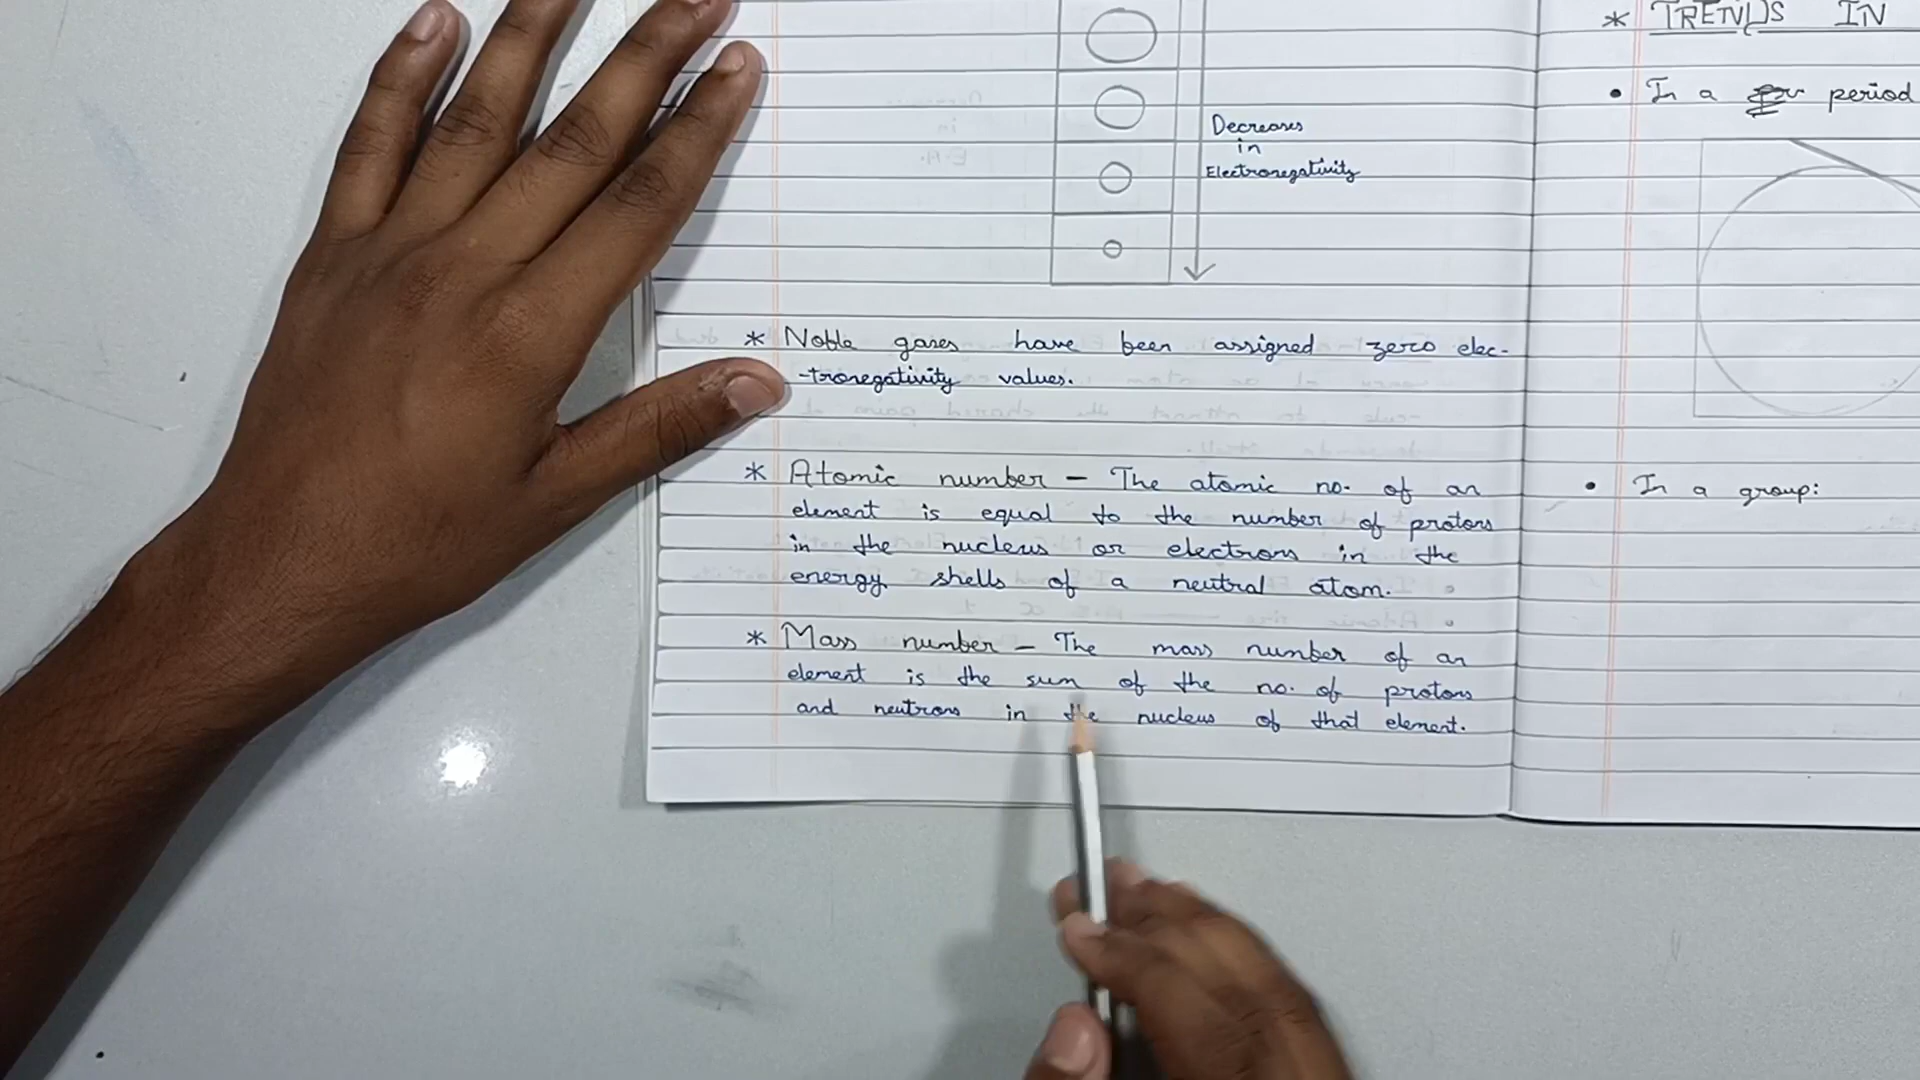 Decreases
in
Electronegativity
* Noble gases have been assigned zero elec-
-tronegativity values.
* Atomic number – The atomic no. of an
element is equal to the number of protons
in the nucleus or electrons in the
energy shells of a neutral atom.
* Mass number – The mass number of an
element is the sum of the no. of protons
and neutrons in the nucleus of that element.
* TRENDS IN
• In a period
• In a group: